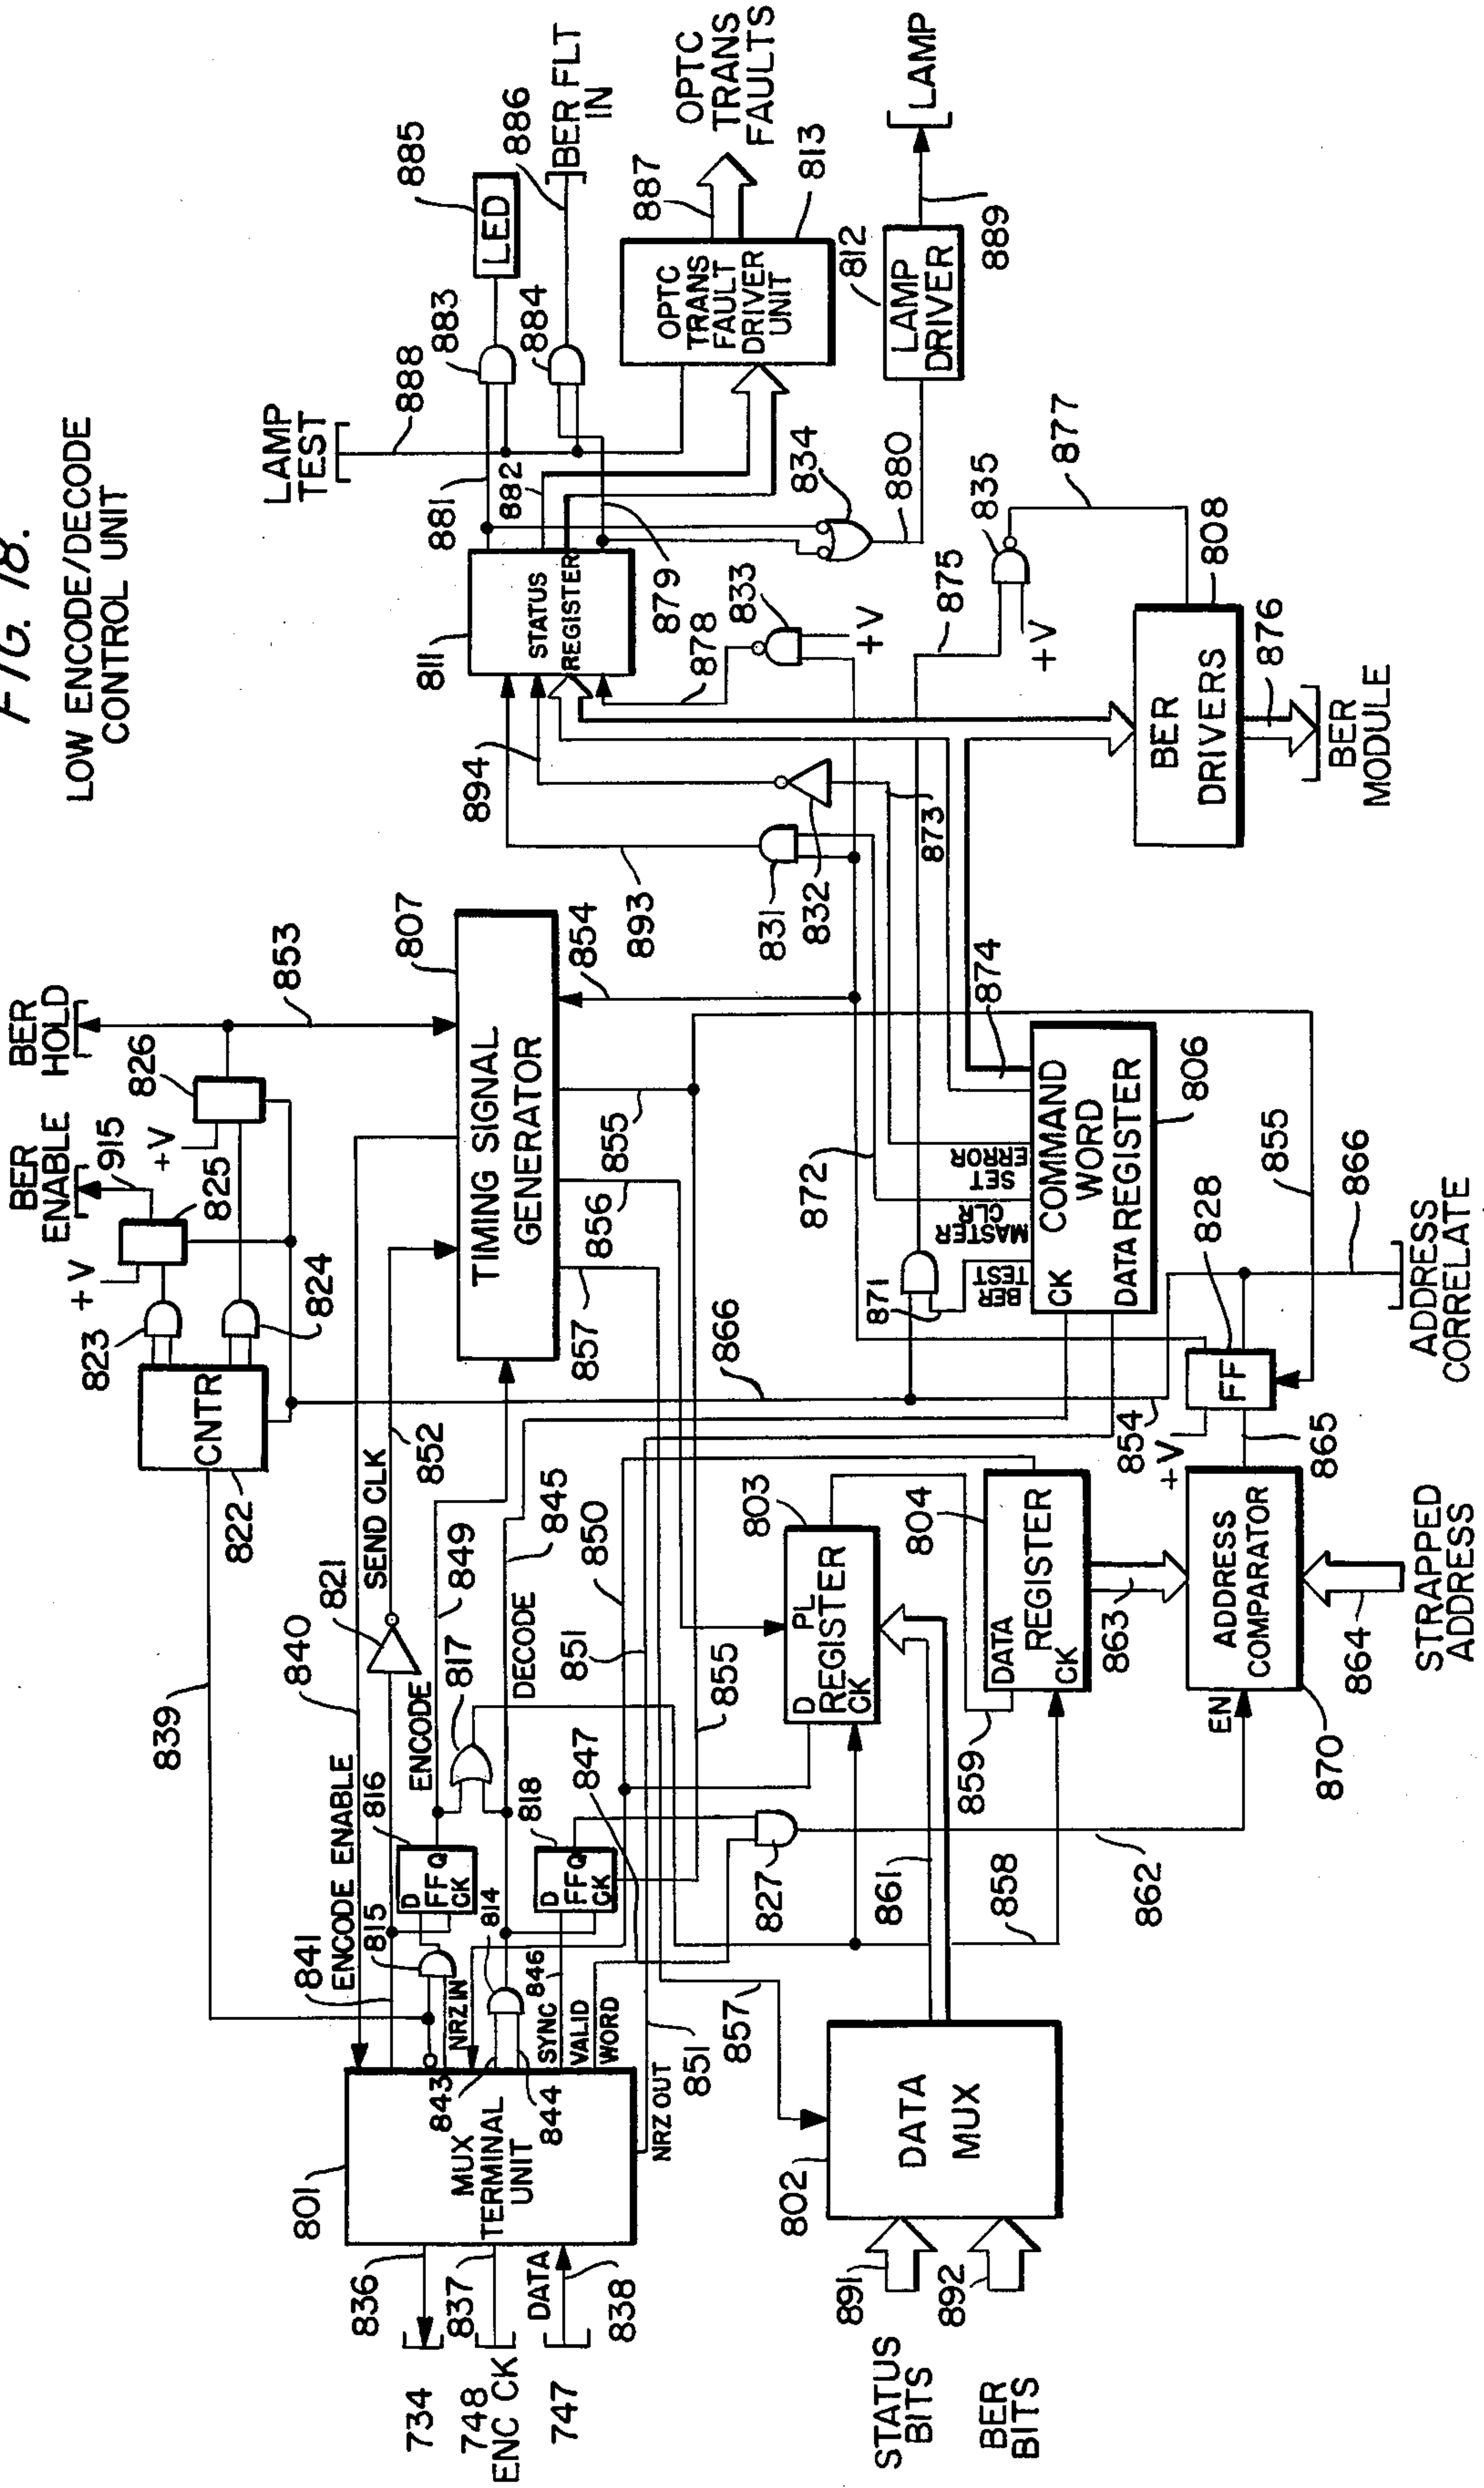 FIG. 18.
LOW ENCODE/DECODE
CONTROL UNIT
BER
ENABLE
BER
HOLD
LAMP
TEST
915
+V
825
+V
826
853
823
824
CNTR
822
839
807
888
883
885
LED
884
886
BER FLT
IN
OPTC
TRANS
FAULTS
887
813
OPTC
TRANS
FAULT
DRIVER
UNIT
812
LAMP
DRIVER
889
LAMP
881
882
811
STATUS
REGISTER
879
834
880
878
833
+V
894
893
831
832
854
875
835
+V
877
808
BER
DRIVERS
876
BER
MODULE
873
874
TIMING SIGNAL
GENERATOR
855
856
857
872
871
BER
TEST
MASTER
CLR
SET
ERROR
COMMAND
WORD
DATA REGISTER
CK
806
866
854
855
828
FF
+V
865
866
ADDRESS
CORRELATE
SEND CLK
852
821
840
ENCODE ENABLE
841
815
816
ENCODE
849
817
DECODE
845
850
851
855
D
FF Q
CK
814
818
D
FF Q
CK
847
827
NRZ IN
843
844
SYNC
846
VALID
WORD
851
NRZ OUT
857
801
MUX
TERMINAL
UNIT
836
837
DATA
838
734
748
ENC CK
747
803
D PL
REGISTER
CK
804
DATA
REGISTER
CK
859
861
858
862
863
EN
ADDRESS
COMPARATOR
870
864
STRAPPED
ADDRESS
802
DATA
MUX
891
892
STATUS
BITS
BER
BITS